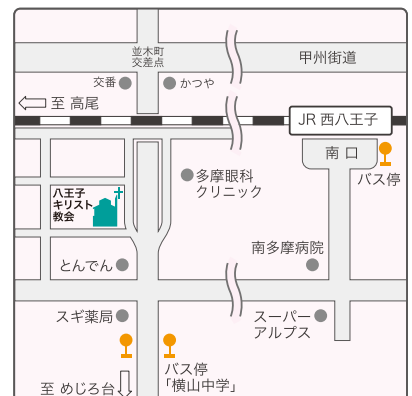 並木町
交差点
甲州街道
交番
かつや
至 高尾
JR 西八王子
南 口
バス停
多摩眼科
クリニック
八王子
キリスト
教会
南多摩病院
とんでん
スギ薬局
スーパー
アルプス
バス停
「横山中学」
至 めじろ台